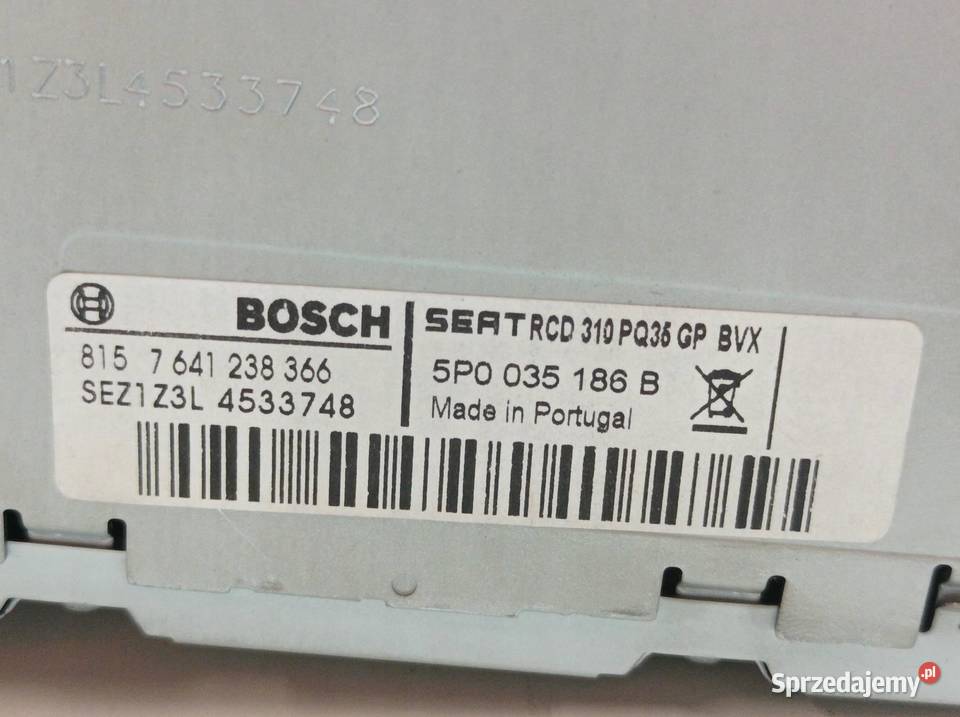 1Z3L4533748
BOSCH
815 7 641 238 366
SEZ1Z3L 4533748
SEAT RCD 310 PQ35 GP BVX
5P0 035 186 B
Made in Portugal
Sprzedajemy.pl